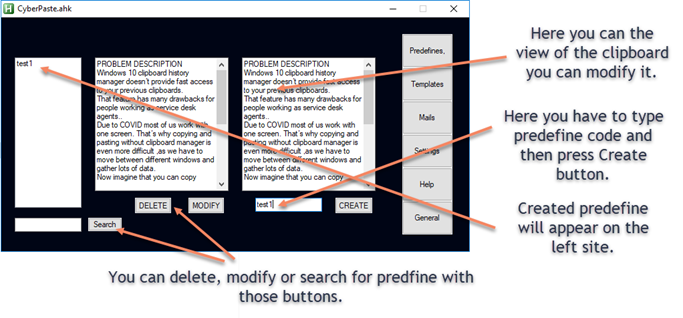 CyberPaste.ahk
test1
PROBLEM DESCRIPTION
Windows 10 clipboard history
manager doesn't provide fast access
to your previous clipboards.
That feature has many drawbacks for
people working as service desk
agents..
Due to COVID most of us work with
one screen. That's why copying and
pasting without clipboard manager is
even more difficult ,as we have to
move between different windows and
gather lots of data.
Now imagine that you can copy
PROBLEM DESCRIPTION
Windows 10 clipboard history
manager doesn't provide fast access
to your previous clipboards.
That feature has many drawbacks for
people working as service desk
agents..
Due to COVID most of us work with
one screen. That's why copying and
pasting without clipboard manager is
even more difficult ,as we have to
move between different windows and
gather lots of data.
Now imagine that you can copy
Predefines,
Templates
Mails
Settings
Help
General
DELETE
MODIFY
test1
CREATE
Search
Here you can the
view of the clipboard
you can modify it.
Here you have to type
predefine code and
then press Create
button.
Created predefine
will appear on the
left site.
You can delete, modify or search for predfine with
those buttons.